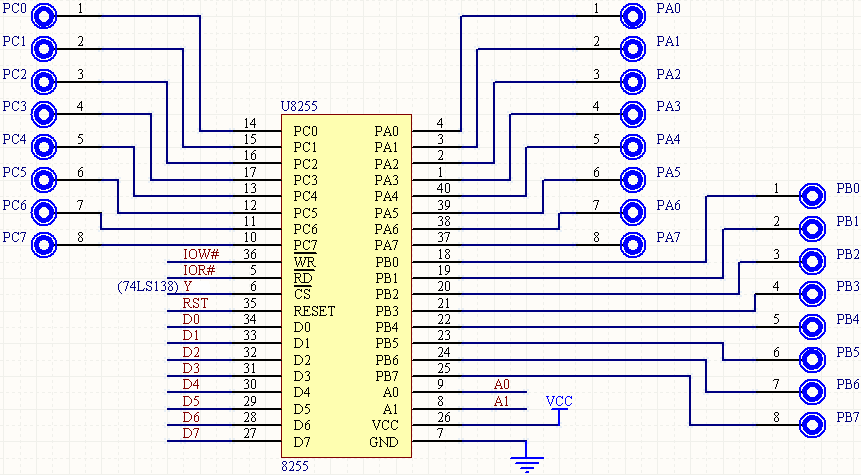 PC0 1 1 PA0
PC1 2 2 PA1
PC2 3 3 PA2
PC3 4 4 PA3
PC4 5 5 PA4
PC5 6 6 PA5
PC6 7 7 PA6
PC7 8 8 PA7
U8255
14 PC0 PA0 4
15 PC1 PA1 3
16 PC2 PA2 2
17 PC3 PA3 1
13 PC4 PA4 40
12 PC5 PA5 39
11 PC6 PA6 38
10 PC7 PA7 37
IOW# 36 WR PB0 18
IOR# 5 RD PB1 19
(74LS138) Y 6 CS PB2 20
RST 35 RESET PB3 21
D0 34 D0 PB4 22
D1 33 D1 PB5 23
D2 32 D2 PB6 24
D3 31 D3 PB7 25
D4 30 D4 A0 9 A0
D5 29 D5 A1 8 A1
D6 28 D6 VCC 26 VCC
D7 27 D7 GND 7
8255
1 PB0
2 PB1
3 PB2
4 PB3
5 PB4
6 PB5
7 PB6
8 PB7